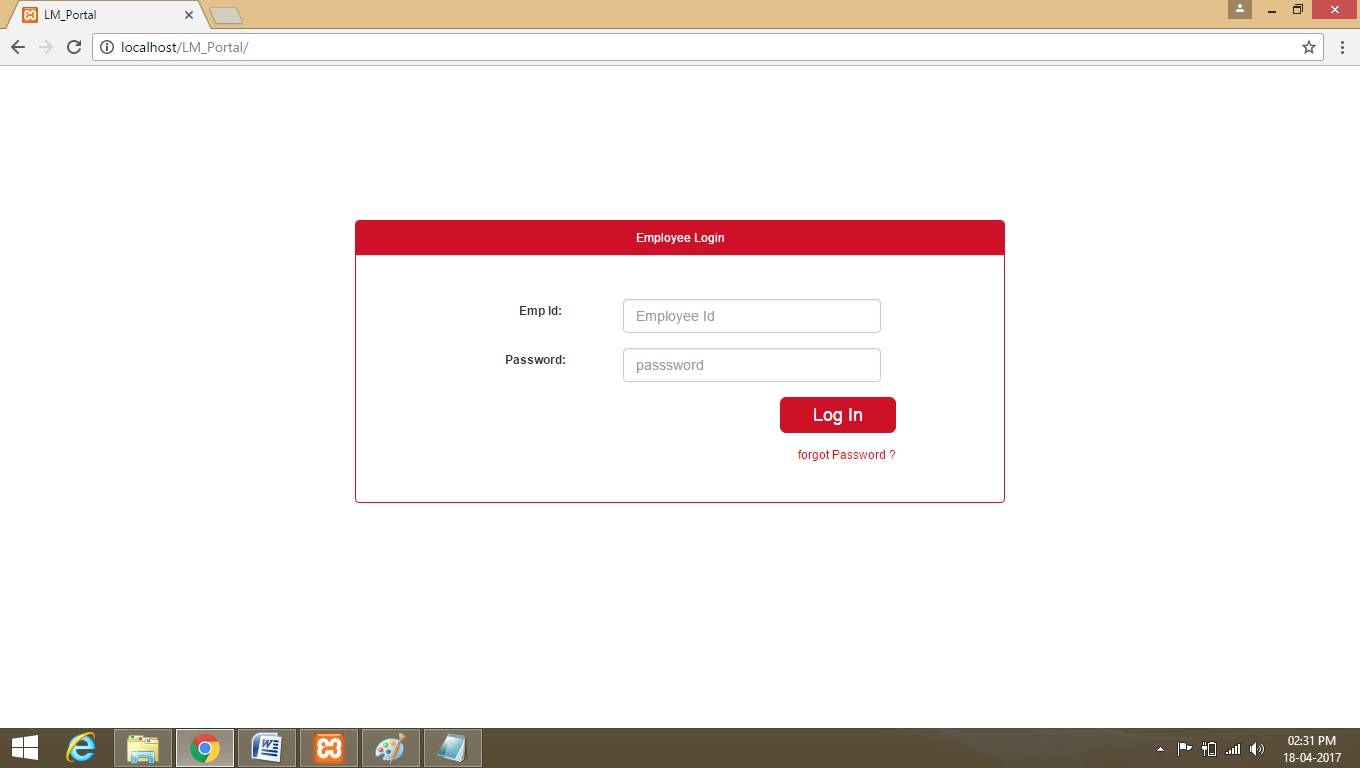 LM_Portal
localhost/LM_Portal/
Employee Login
Emp Id:
Employee Id
Password:
passsword
Log In
forgot Password ?
02:31 PM
18-04-2017